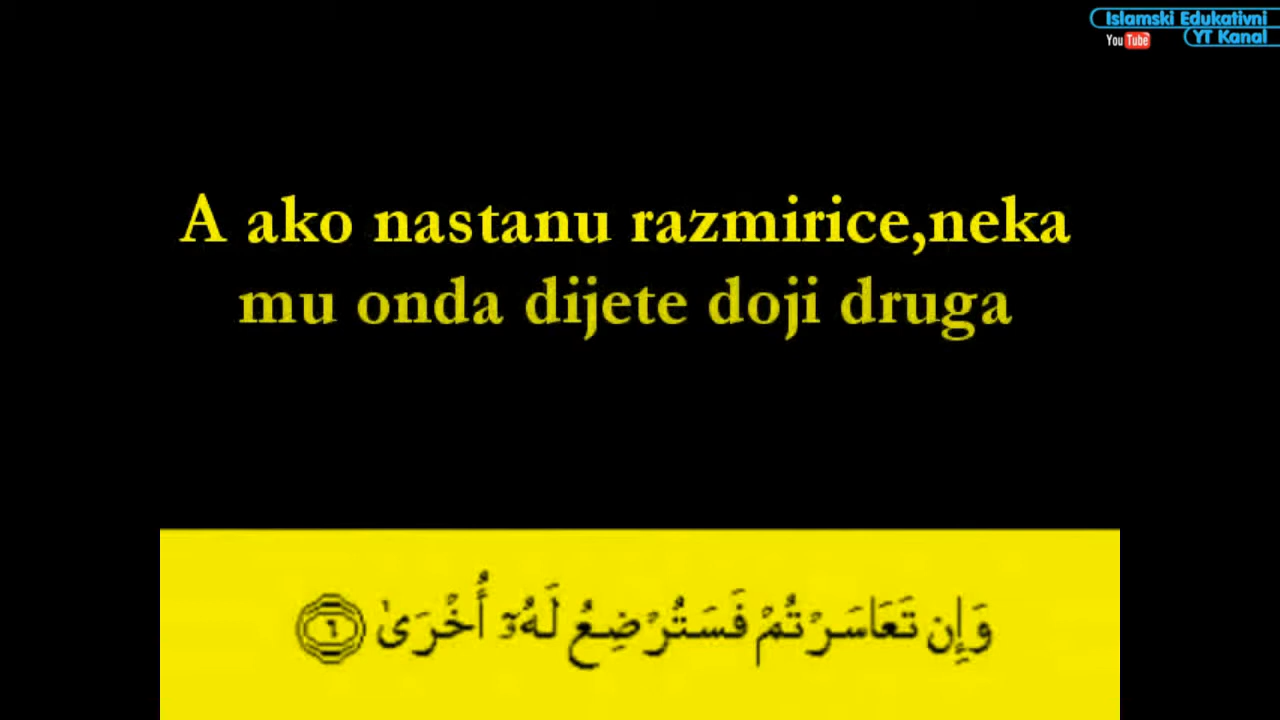 Islamski Edukativni
YouTube YT Kanal
A ako nastanu razmirice,neka
mu onda dijete doji druga
وَإِن تَعَاسَرْتُمْ فَسَتُرْضِعُ لَهُۥٓ أُخْرَىٰ ٦